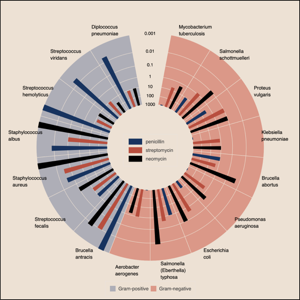 Diplococcus
pneumoniae
0.001
Mycobacterium
tuberculosis
Streptococcus
viridans
0.01
Salmonella
schottmuelleri
0.1
Streptococcus
hemolyticus
1
10
100
1000
Proteus
vulgaris
Staphylococcus
albus
penicillin
streptomycin
neomycin
Klebsiella
pneumoniae
Staphylococcus
aureus
Brucella
abortus
Streptococcus
fecalis
Pseudomonas
aeruginosa
Brucella
antracis
Aerobacter
aerogenes
Salmonella
(Eberthella)
typhosa
Escherichia
coli
Gram-positive
Gram-negative